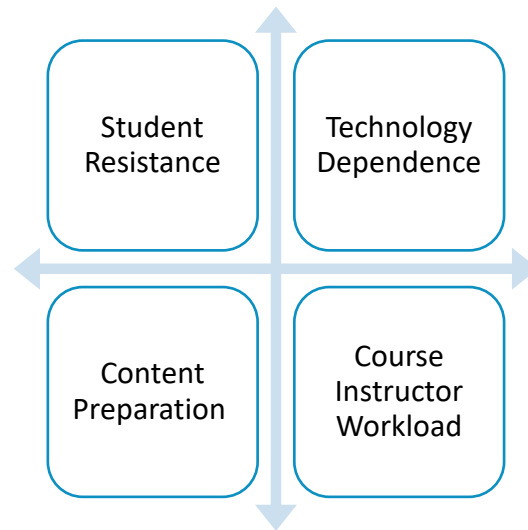 Student
Resistance
Technology
Dependence
Content
Preparation
Course
Instructor
Workload